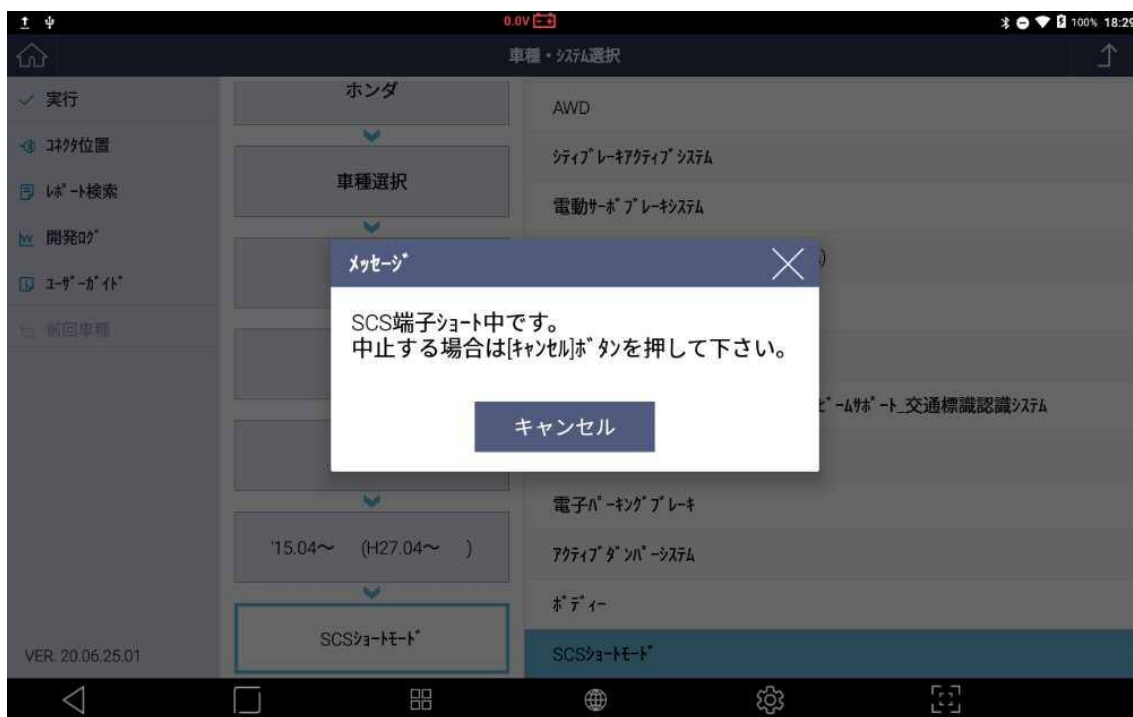 0.0V
100% 18:29
車種・ｼｽﾃﾑ選択
実行
ｺﾈｸﾀ位置
ﾚﾎﾟｰﾄ検索
開発ﾛｸﾞ
ﾕｰｻﾞｰｶﾞｲﾄﾞ
前回車種
VER. 20.06.25.01
ホンダ
車種選択
'15.04～ (H27.04～ )
SCSｼｮｰﾄﾓｰﾄﾞ
AWD
ｼﾃｨﾌﾞﾚｰｷｱｸﾃｨﾌﾞｼｽﾃﾑ
電動ｻｰﾎﾞﾌﾞﾚｰｷｼｽﾃﾑ
)
ﾋﾞｰﾑｻﾎﾟｰﾄ_交通標識認識ｼｽﾃﾑ
電子ﾊﾟｰｷﾝｸﾞﾌﾞﾚｰｷ
ｱｸﾃｨﾌﾞﾀﾞﾝﾊﾟｰｼｽﾃﾑ
ﾎﾞﾃﾞｨｰ
SCSｼｮｰﾄﾓｰﾄﾞ
ﾒｯｾｰｼﾞ
SCS端子ｼｮｰﾄ中です。
中止する場合は[ｷｬﾝｾﾙ]ﾎﾞﾀﾝを押して下さい。
キャンセル